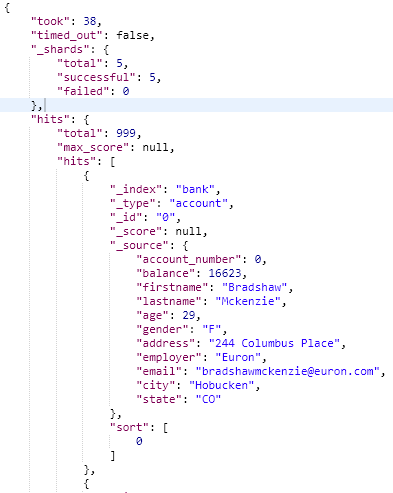 {
"took": 38,
"timed_out": false,
"_shards": {
"total": 5,
"successful": 5,
"failed": 0
},
"hits": {
"total": 999,
"max_score": null,
"hits": [
{
"_index": "bank",
"_type": "account",
"_id": "0",
"_score": null,
"_source": {
"account_number": 0,
"balance": 16623,
"firstname": "Bradshaw",
"lastname": "Mckenzie",
"age": 29,
"gender": "F",
"address": "244 Columbus Place",
"employer": "Euron",
"email": "bradshawmckenzie@euron.com",
"city": "Hobucken",
"state": "CO"
},
"sort": [
0
]
},
{